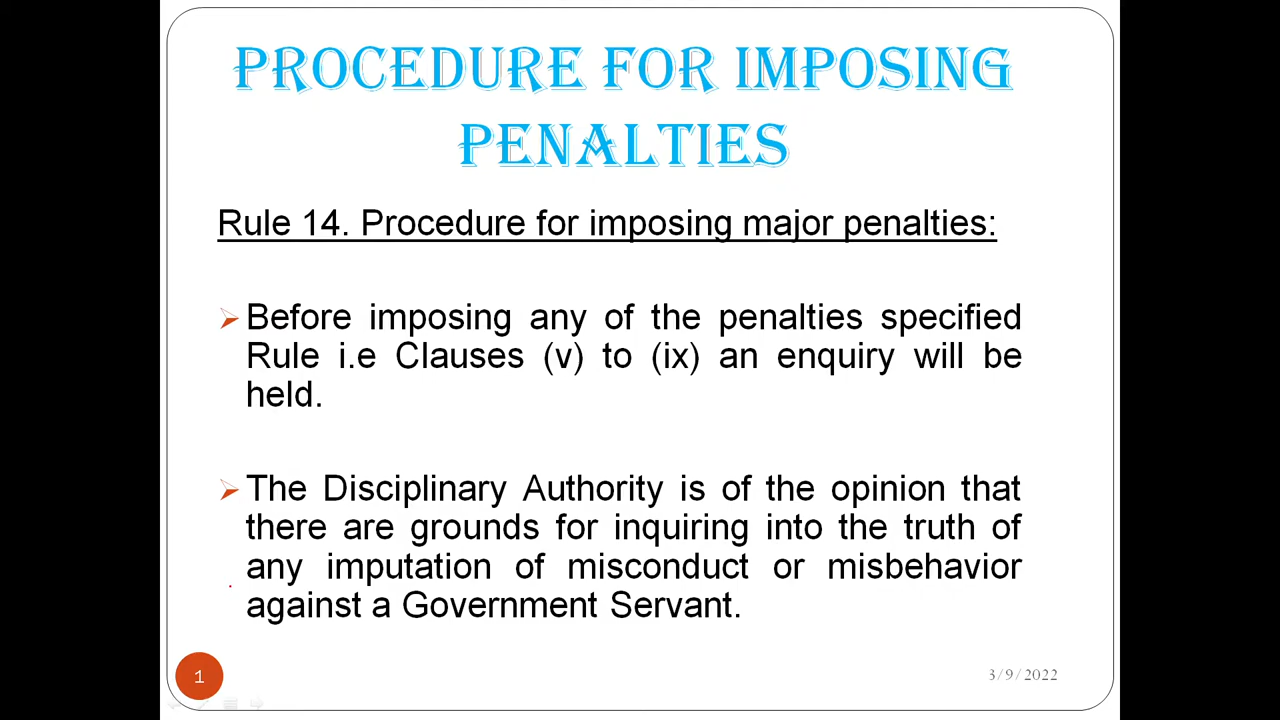 PROCEDURE FOR IMPOSING
PENALTIES
Rule 14. Procedure for imposing major penalties:
Before imposing any of the penalties specified
Rule i.e Clauses (v) to (ix) an enquiry will be
held.
The Disciplinary Authority is of the opinion that
there are grounds for inquiring into the truth of
any imputation of misconduct or misbehavior
against a Government Servant.
1
3/9/2022